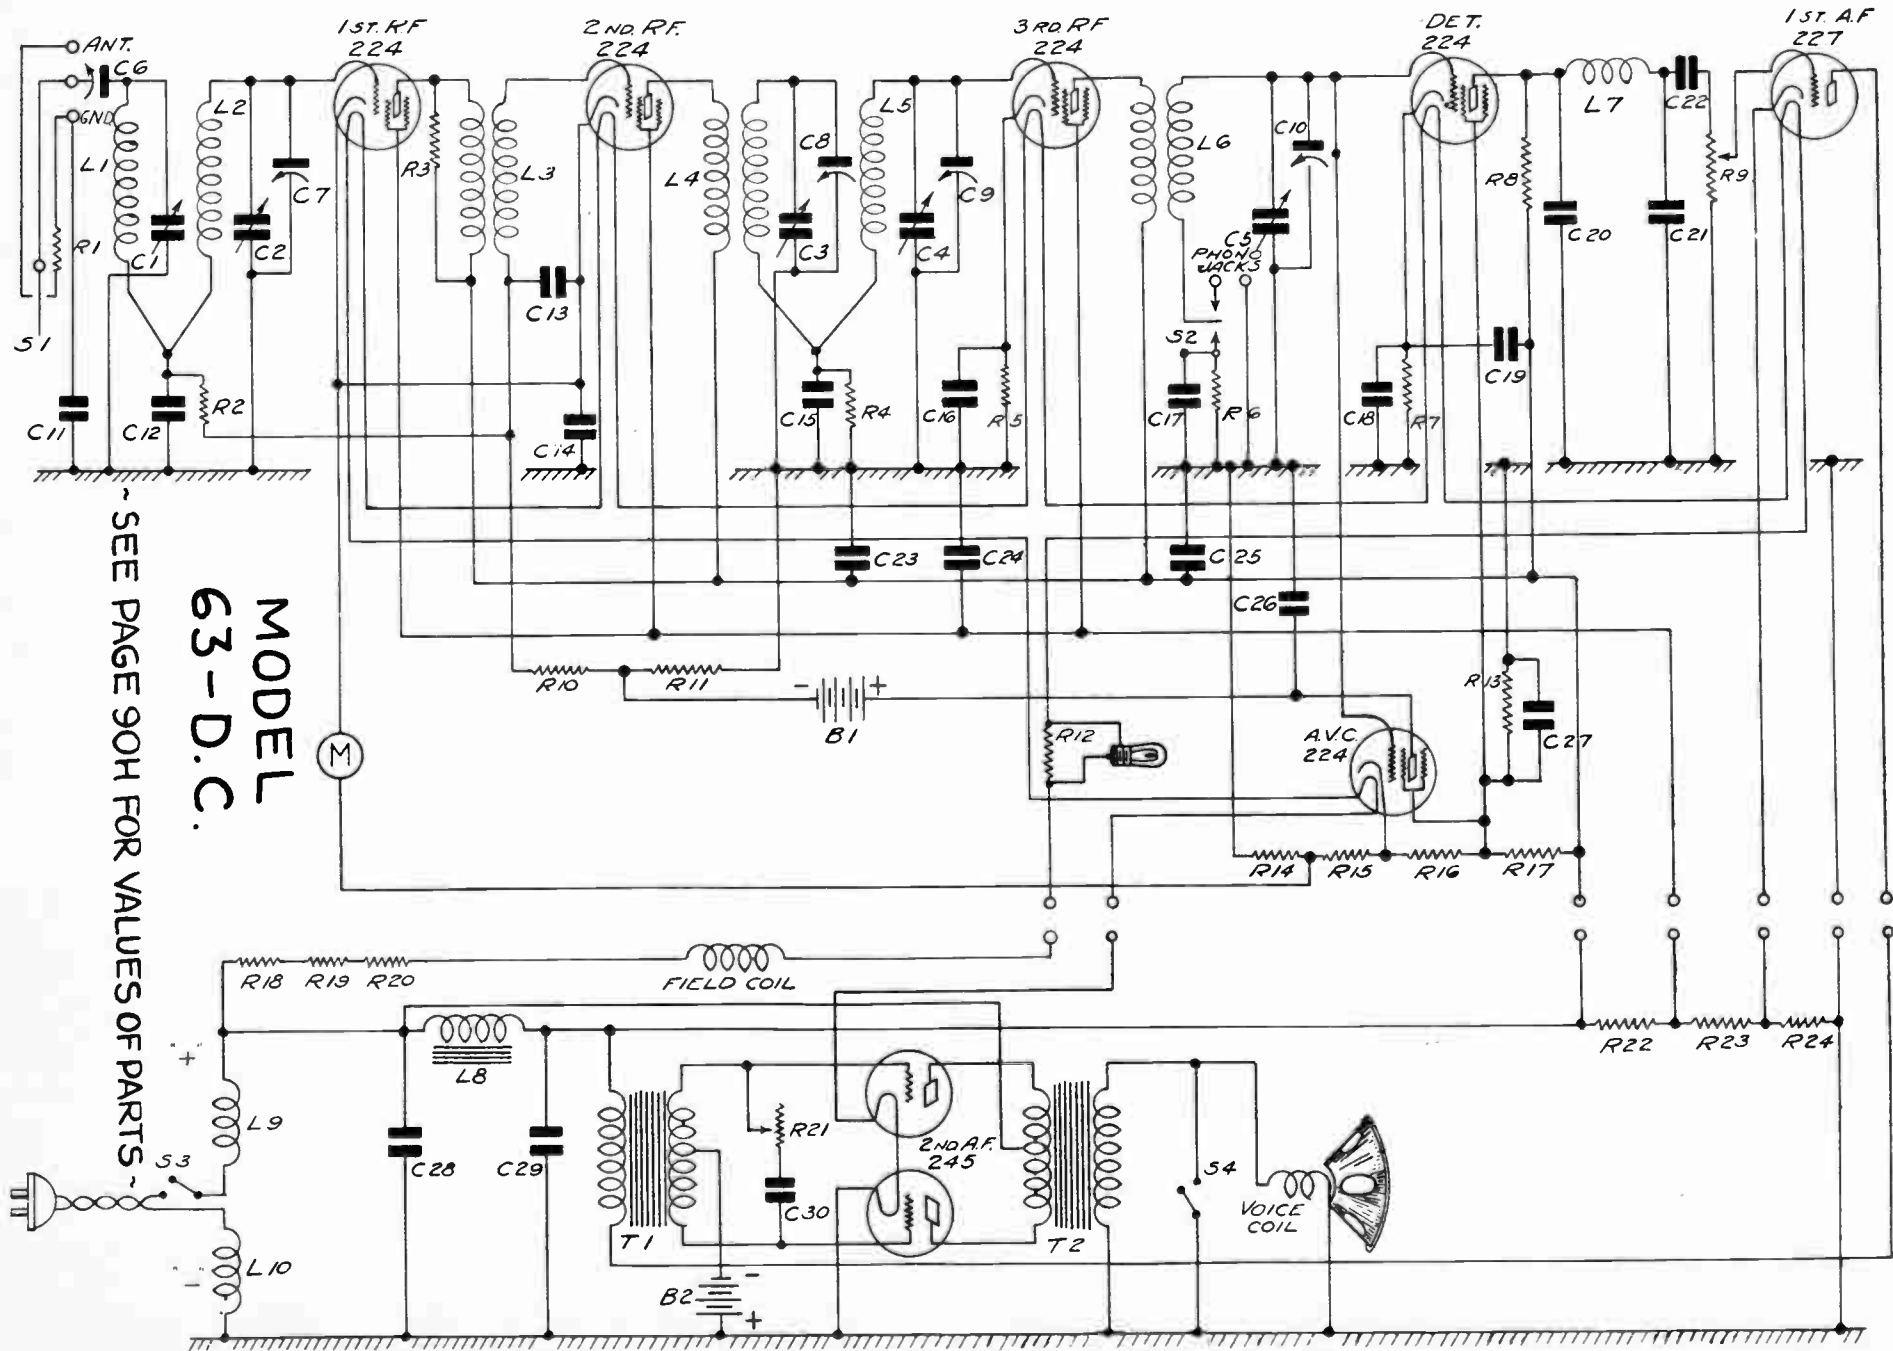 1ST. R.F
224
2ND. RF.
224
3RD. RF
224
DET.
224
1ST. A.F
227
ANT.
C6
GND
L1
L2
C1
C2
C7
R1
S1
C11
C12
R2
R3
L3
C13
C14
L4
C8
L5
C9
C3
C4
C15
R4
C16
R5
L6
C10
C5
PHONO
JACKS
S2
C17
R6
C18
R7
R8
C19
C20
L7
C22
C21
R9
C23
C24
C25
C26
R10
R11
B1
- +
R12
A.V.C.
224
R13
C27
R14
R15
R16
R17
M
MODEL
63-D.C.
~SEE PAGE 90H FOR VALUES OF PARTS~
R18
R19
R20
FIELD COIL
R22
R23
R24
"+"
L8
L9
S3
L10
"-"
C28
C29
T1
R21
C30
B2
-
+
2ND A.F.
245
T2
S4
VOICE
COIL